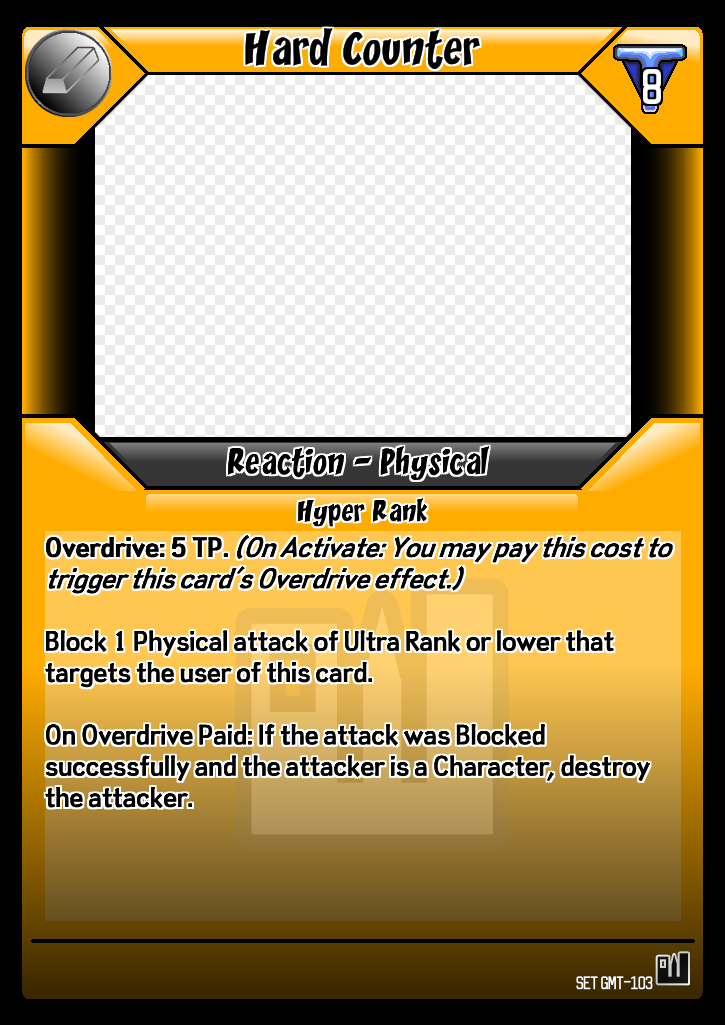 Hard Counter
8
Reaction - Physical
Hyper Rank
Overdrive: 5 TP. (On Activate: You may pay this cost to
trigger this card's Overdrive effect.)
Block 1 Physical attack of Ultra Rank or lower that
targets the user of this card.
On Overdrive Paid: If the attack was Blocked
successfully and the attacker is a Character, destroy
the attacker.
SET GMT-103